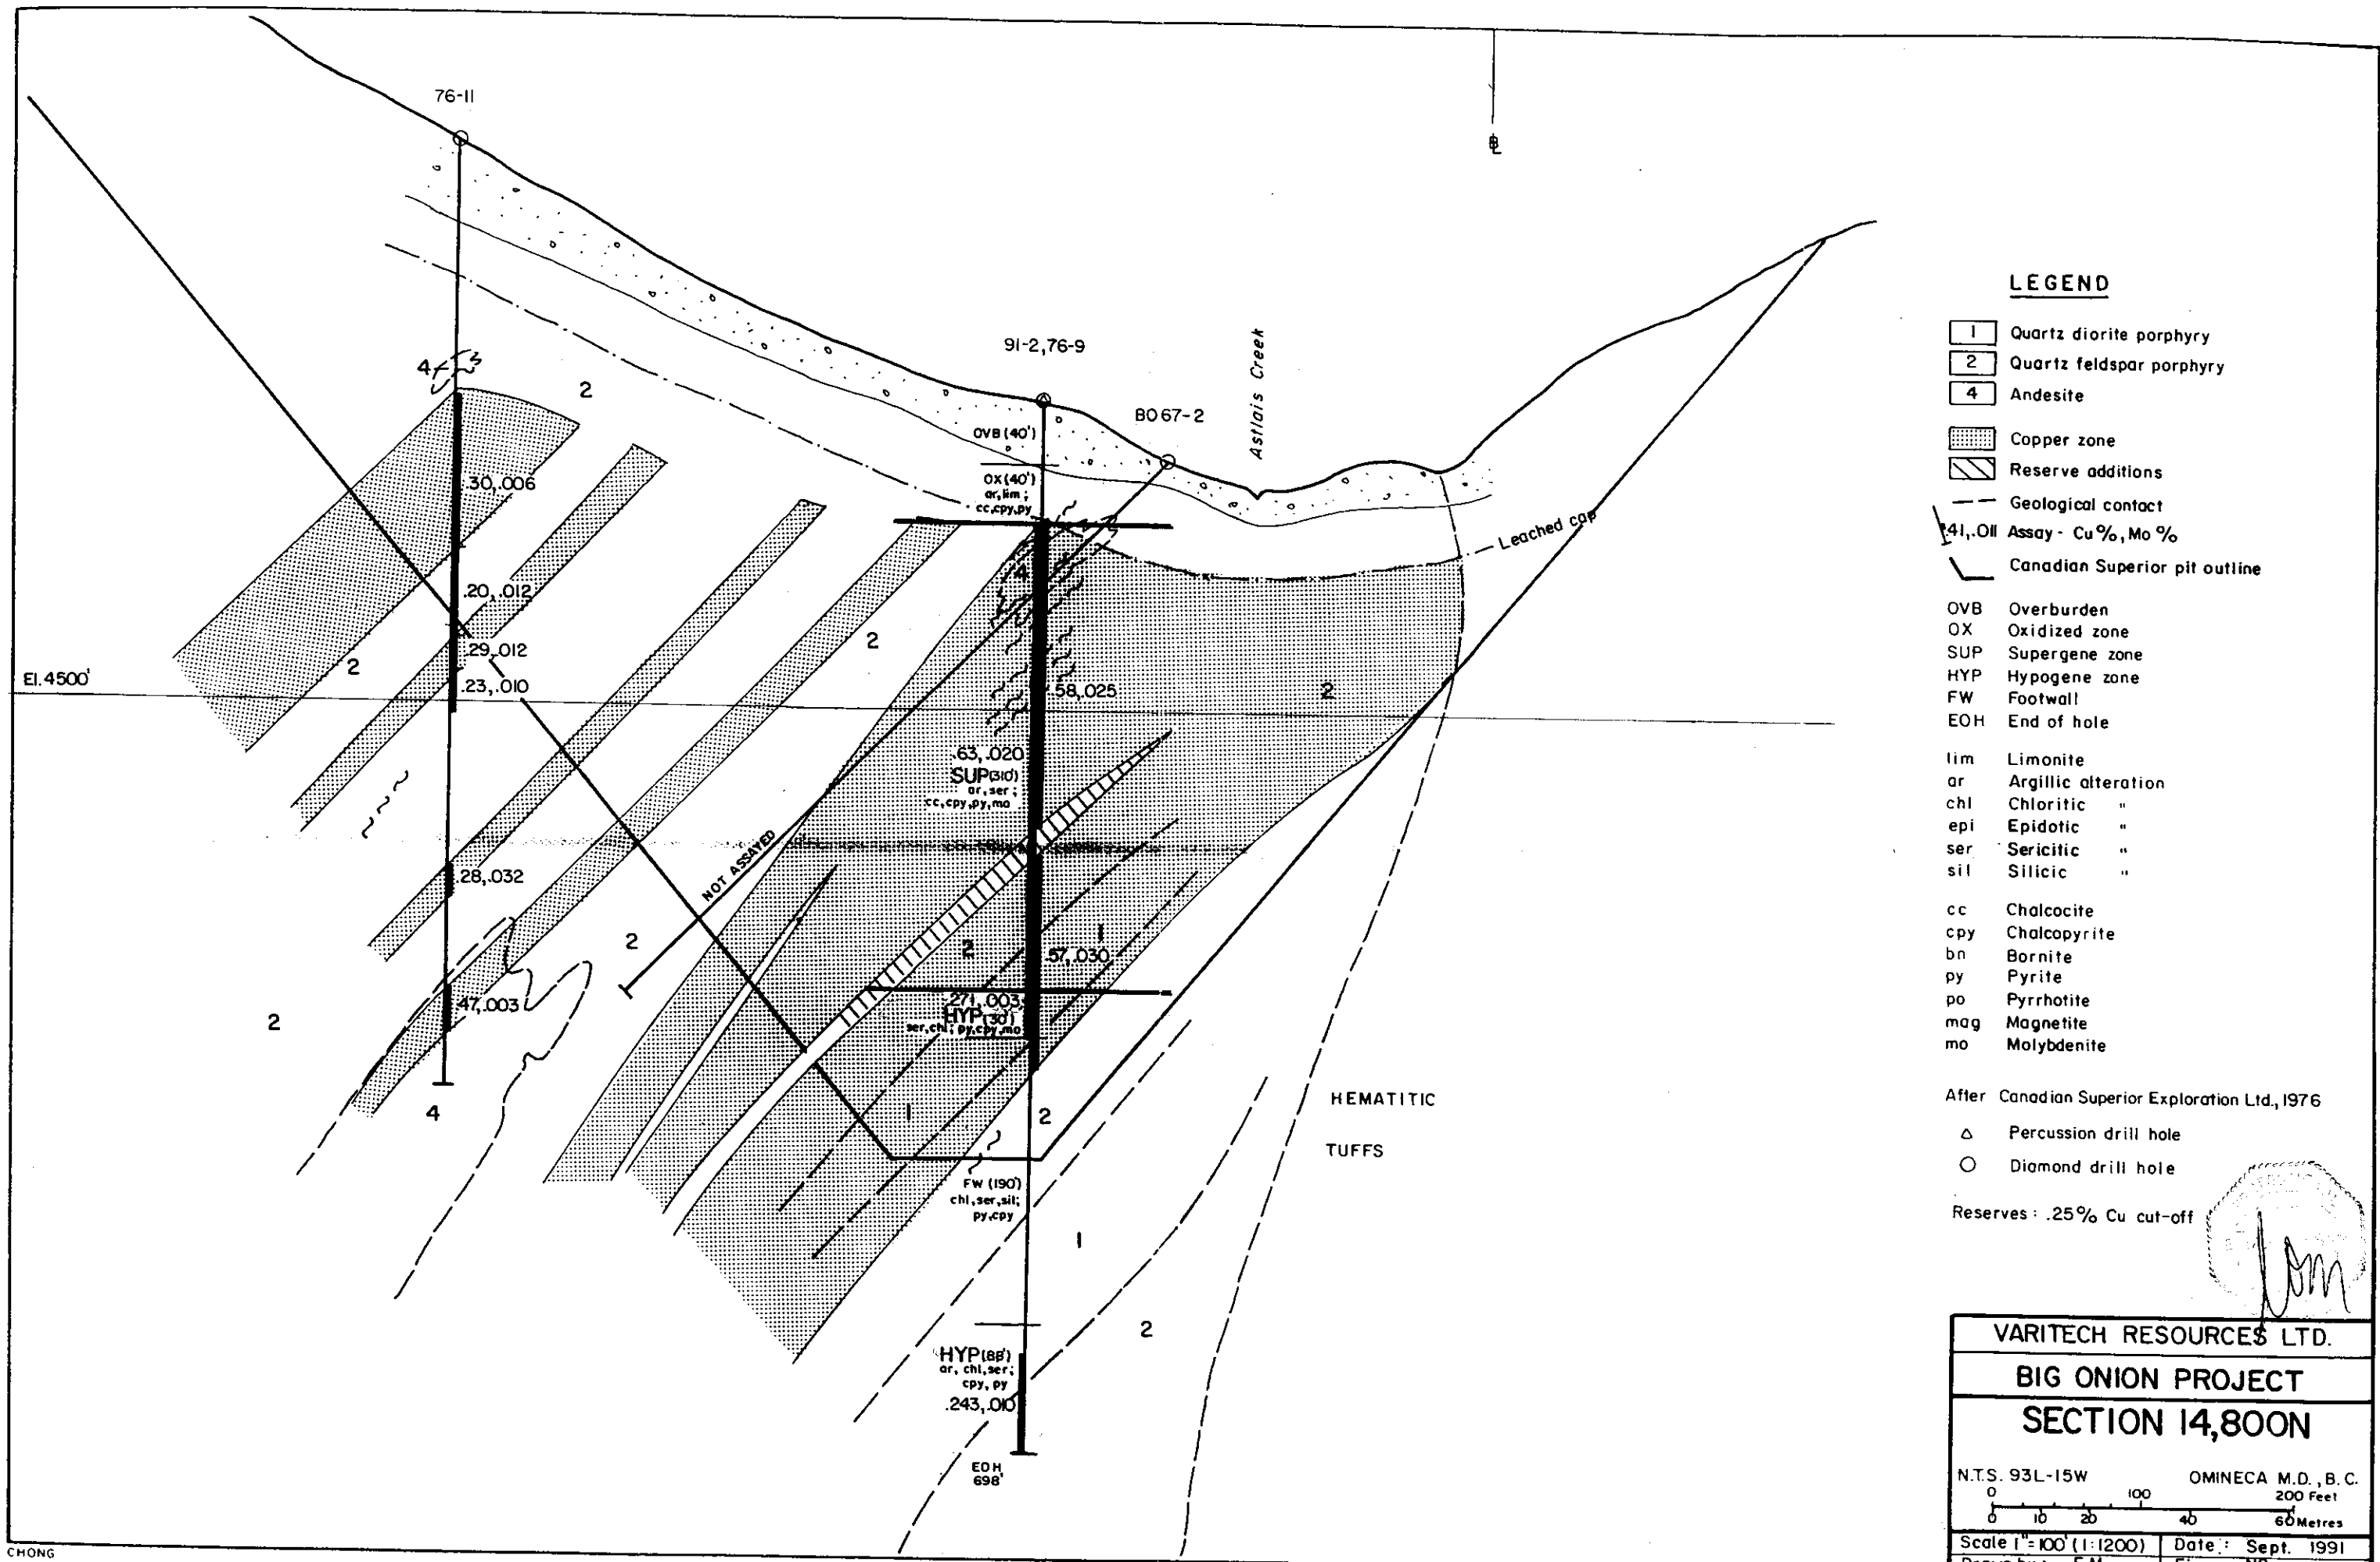 76-11
B
L
91-2,76-9
BO 67-2
Astlais Creek
OVB (40')
OX (40')
ar,lim;
cc,cpy,py
Leached cap
4
2
.30,.006
.20,.012
.29,.012
.23,.010
El. 4500'
2
2
4
2
.58,.025
.63,.020
SUP (310')
ar,ser;
cc,cpy,py,mo
NOT ASSAYED
.28,.032
2
2
1
.57,.030
.47,.003
2
.271,.003
HYP (30')
ser,chl; py,cpy,mo
4
1
2
HEMATITIC
TUFFS
FW (190')
chl,ser,sil;
py,cpy
1
2
HYP (88')
ar, chl,ser;
cpy, py
.243,.010
EOH
698'
CHONG
LEGEND
1 Quartz diorite porphyry
2 Quartz feldspar porphyry
4 Andesite
Copper zone
Reserve additions
Geological contact
.41,.011 Assay - Cu %, Mo %
Canadian Superior pit outline
OVB Overburden
OX Oxidized zone
SUP Supergene zone
HYP Hypogene zone
FW Footwall
EOH End of hole
lim Limonite
ar Argillic alteration
chl Chloritic "
epi Epidotic "
ser Sericitic "
sil Silicic "
cc Chalcocite
cpy Chalcopyrite
bn Bornite
py Pyrite
po Pyrrhotite
mag Magnetite
mo Molybdenite
After Canadian Superior Exploration Ltd., 1976
Percussion drill hole
Diamond drill hole
Reserves: .25% Cu cut-off
VARITECH RESOURCES LTD.
BIG ONION PROJECT
SECTION 14,800N
N.T.S. 93L-15W OMINECA M.D., B.C.
0 100 200 Feet
0 10 20 40 60 Metres
Scale 1"=100' (1:1200) Date: Sept. 1991